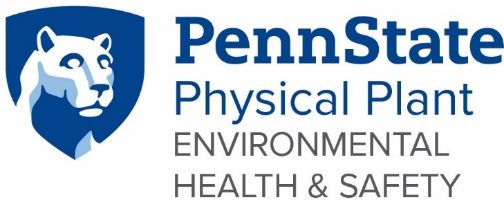 PennState
Physical Plant
ENVIRONMENTAL
HEALTH & SAFETY